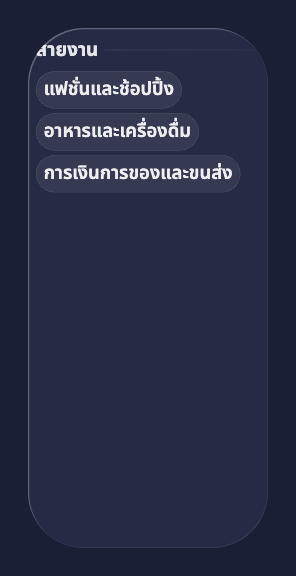 สายงาน
แฟชั่นและช้อปปิ้ง
อาหารและเครื่องดื่ม
การเงินการของและขนส่ง